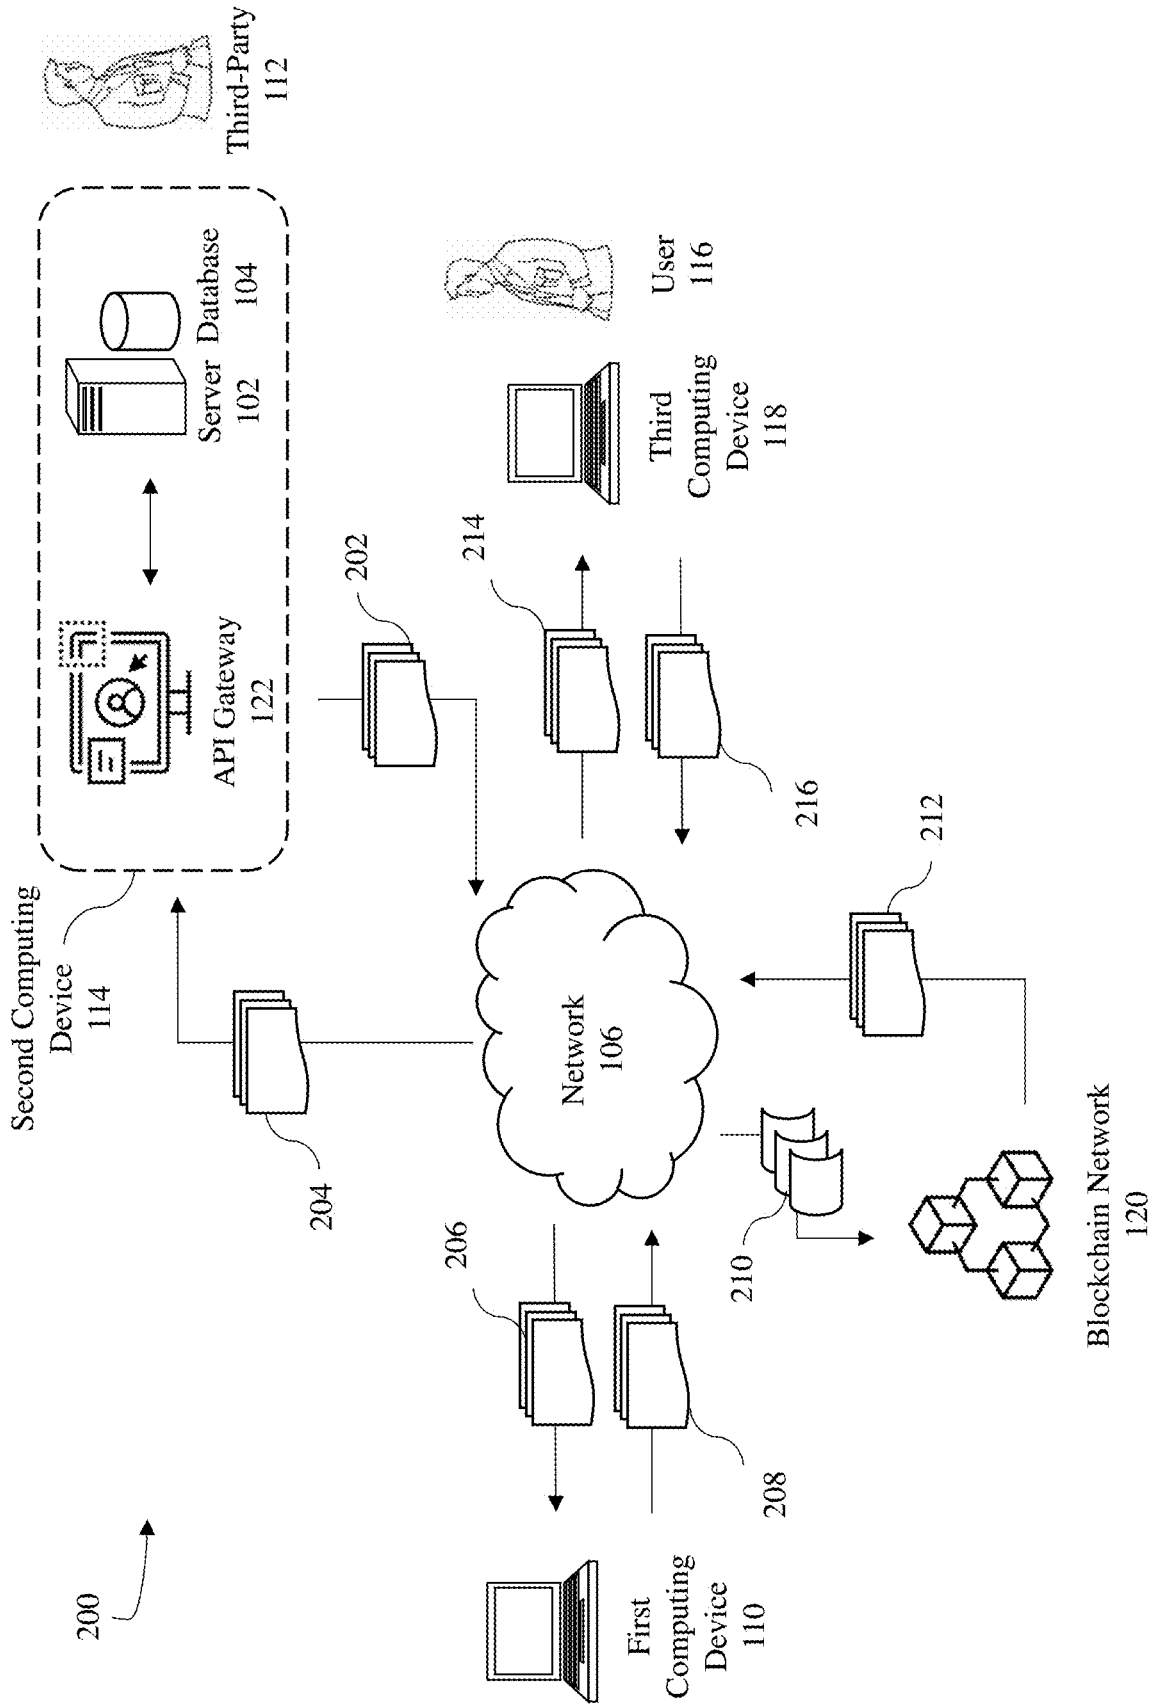 200
Second Computing
Device
114
API Gateway
122
Server
102
Database
104
Third-Party
112
204
202
206
208
First
Computing
Device
110
Network
106
214
216
Third
Computing
Device
118
User
116
210
212
Blockchain Network
120